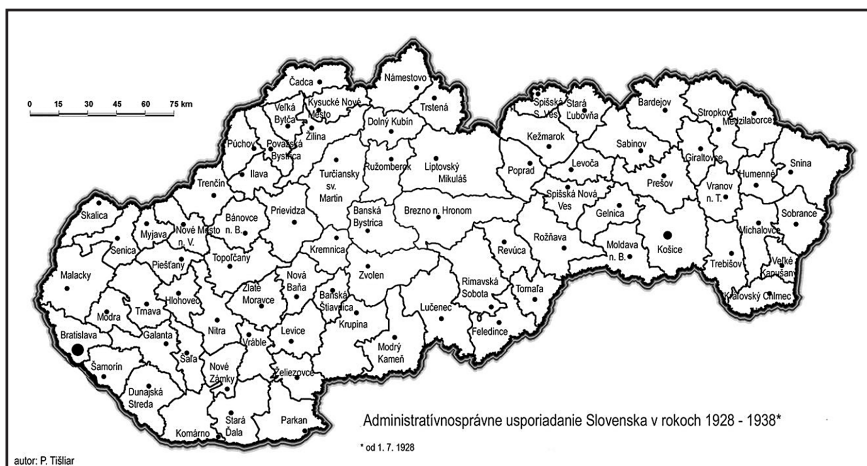 Čadca
Námestovo
Trstená
km
0 15 30 45 60 75
Veľká
Bytča
Kysucké Nové
Mesto
Žilina
Dolný Kubín
Spišská
S. Ves
Stará
Ľubovňa
Bardejov
Stropkov
Medzilaborce
Púchov
Považská
Bystrica
Kežmarok
Sabinov
Giraltovce
Snina
Ilava
Turčiansky
sv.
Martin
Ružomberok
Liptovský
Mikuláš
Poprad
Levoča
Prešov
Humenné
Trenčín
Spišská Nová
Ves
Vranov
n. T.
Skalica
Bánovce
n. B.
Prievidza
Banská
Bystrica
Brezno n. Hronom
Gelnica
Sobrance
Myjava
Nové Mesto
n. V.
Michalovce
Senica
Kremnica
Revúca
Rožňava
Moldava
n. B.
Košice
Piešťany
Topoľčany
Zvolen
Trebišov
Veľké
Kapušany
Malacky
Hlohovec
Zlaté
Moravce
Nová
Baňa
Banská
Štiavnica
Rimavská
Sobota
Tornaľa
Kráľovský Chlmec
Modra
Trnava
Krupina
Lučenec
Feledince
Bratislava
Galanta
Nitra
Vráble
Levice
Modrý
Kameň
Šamorín
Šaľa
Nové
Zámky
Želiezovce
Dunajská
Streda
Komárno
Stará
Ďala
Parkan
Administratívnosprávne usporiadanie Slovenska v rokoch 1928 - 1938*
* od 1. 7. 1928
autor: P. Tišliar